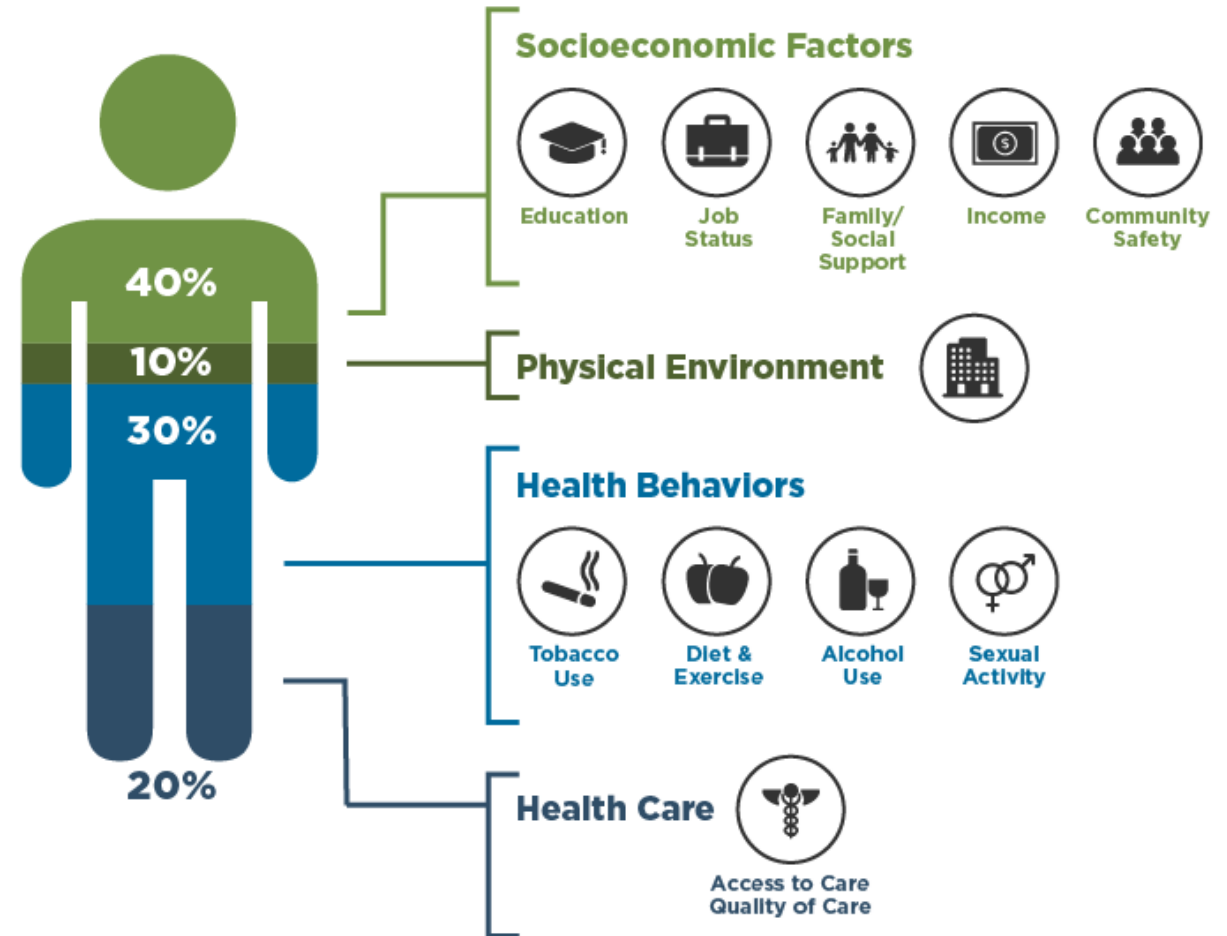 Socioeconomic Factors
Education
Job
Status
Family/
Social
Support
Income
Community
Safety
40%
10%
Physical Environment
30%
Health Behaviors
Tobacco
Use
Diet &
Exercise
Alcohol
Use
Sexual
Activity
20%
Health Care
Access to Care
Quality of Care